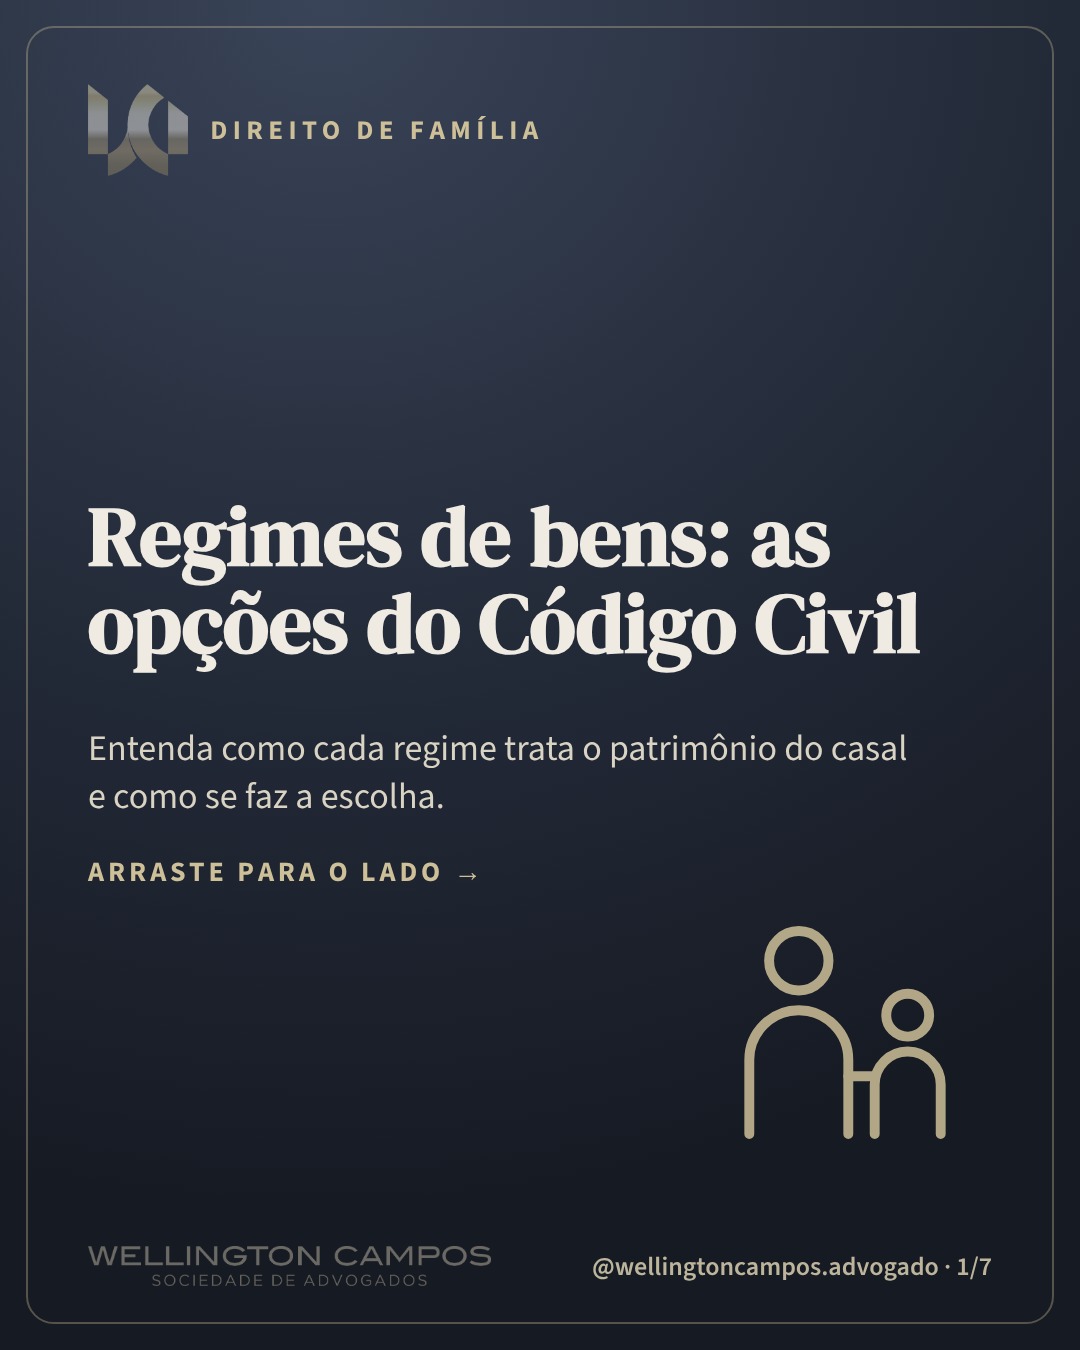 DIREITO DE FAMÍLIA
Regimes de bens: as
opções do Código Civil
Entenda como cada regime trata o patrimônio do casal
e como se faz a escolha.
ARRASTE PARA O LADO →
WELLINGTON CAMPOS
SOCIEDADE DE ADVOGADOS
@wellingtoncampos.advogado · 1/7